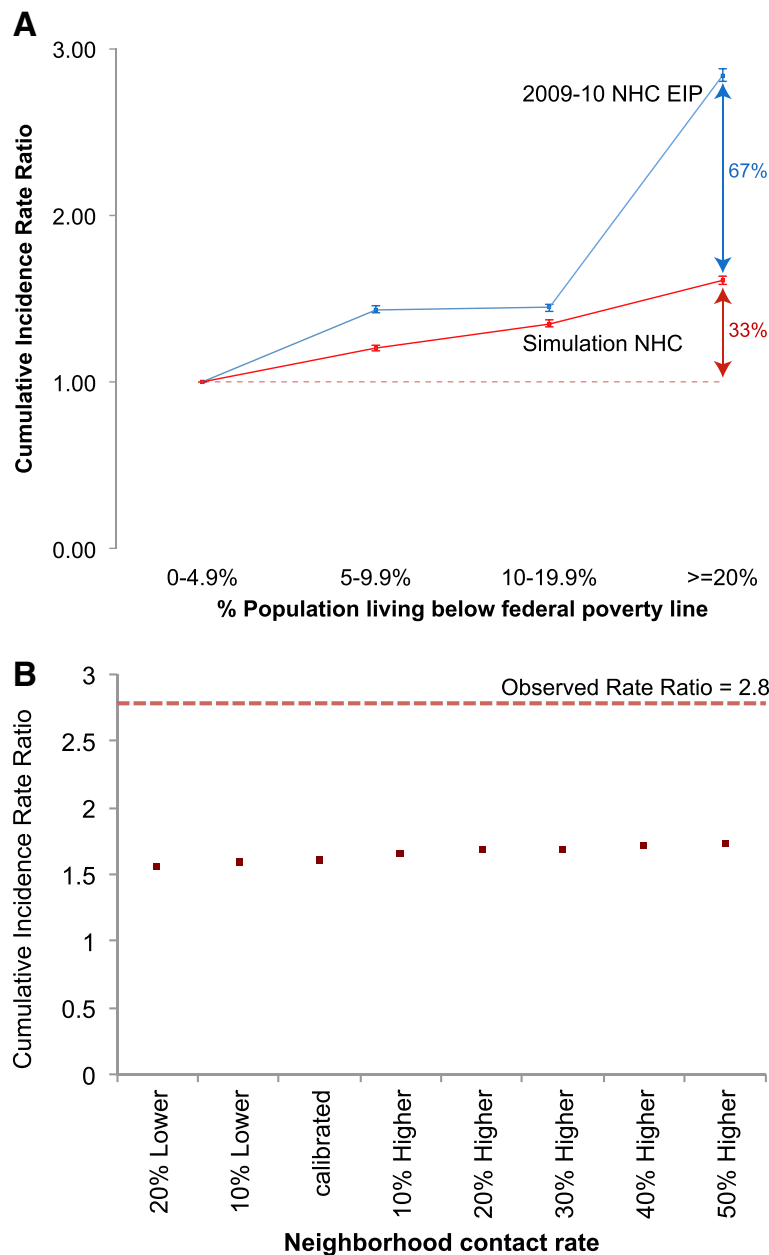 A
3.00
2009-10 NHC EIP
67%
2.00
Simulation NHC
33%
1.00
0.00
Cumulative Incidence Rate Ratio
0-4.9% 5-9.9% 10-19.9% >=20%
% Population living below federal poverty line
B
3
Observed Rate Ratio = 2.8
2.5
2
1.5
1
0.5
0
Cumulative Incidence Rate Ratio
20% Lower
10% Lower
calibrated
10% Higher
20% Higher
30% Higher
40% Higher
50% Higher
Neighborhood contact rate